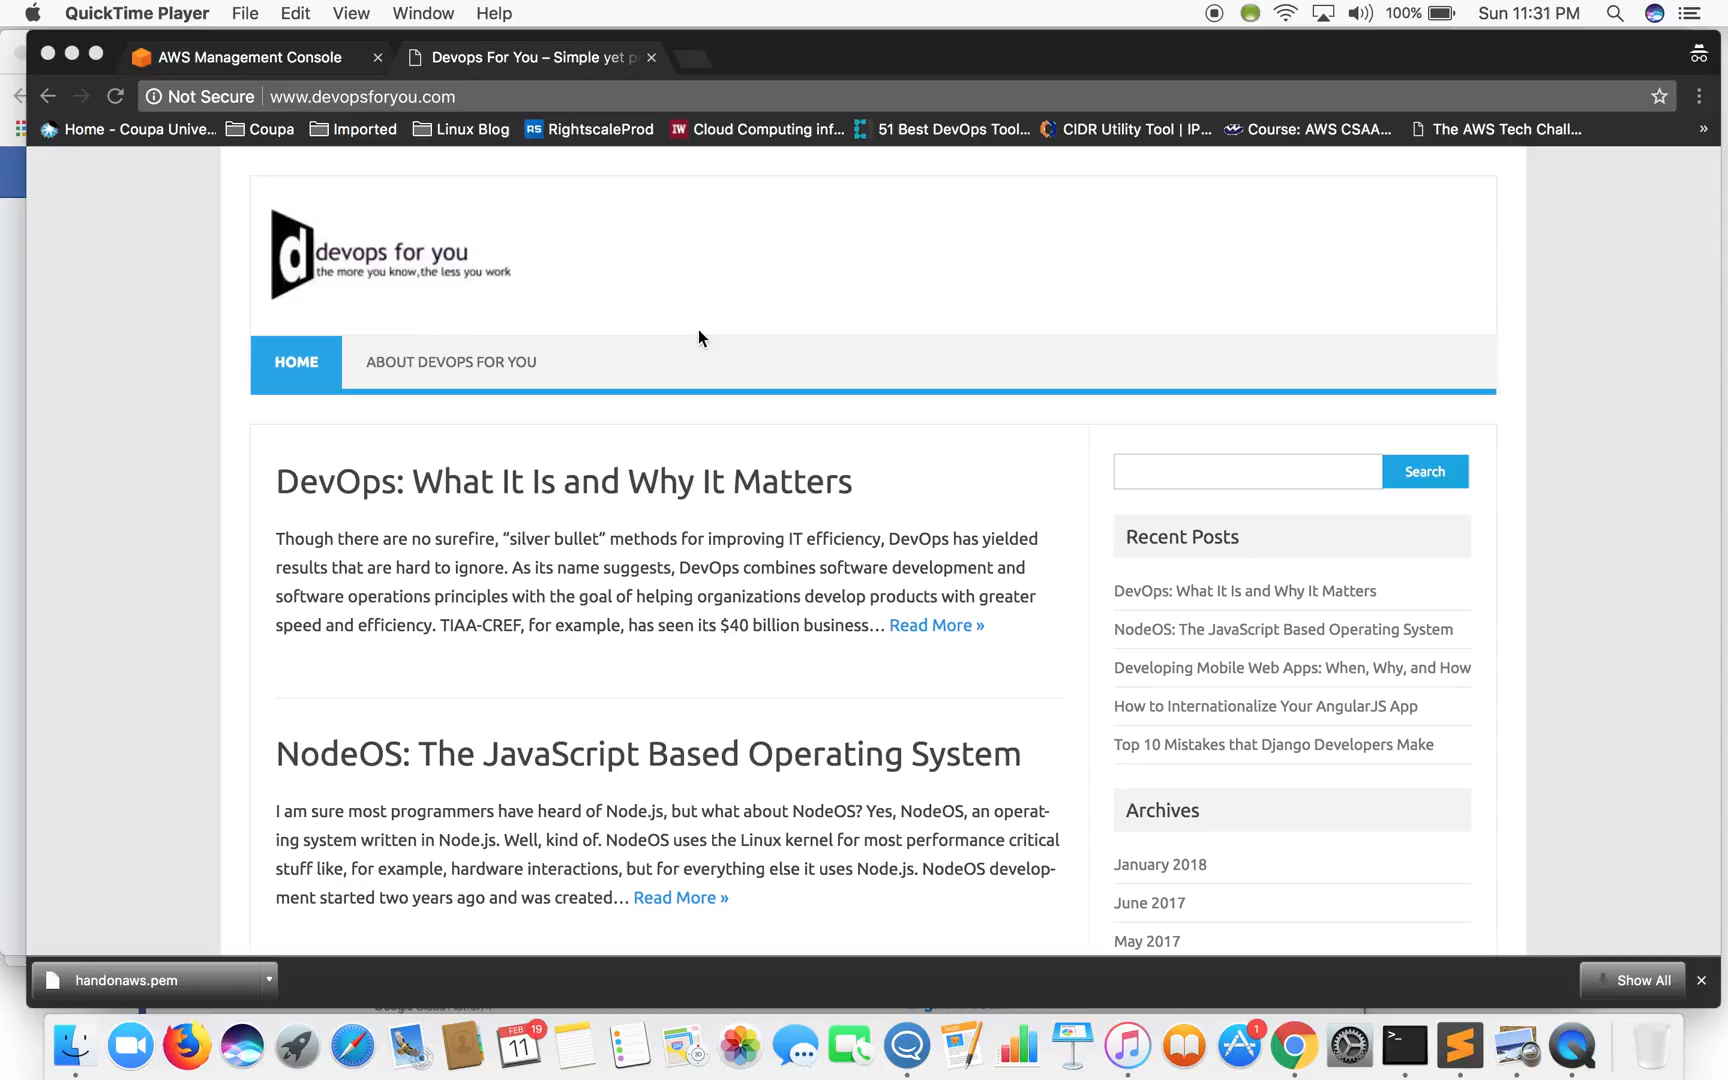 QuickTime Player File Edit View Window Help 100% Sun 11:31 PM
AWS Management Console Devops For You – Simple yet p
Not Secure www.devopsforyou.com
Home - Coupa Unive... Coupa Imported Linux Blog RS RightscaleProd IW Cloud Computing inf... 51 Best DevOps Tool... CIDR Utility Tool | IP... Course: AWS CSAA... The AWS Tech Chall... »
d devops for you
the more you know,the less you work
HOME ABOUT DEVOPS FOR YOU
DevOps: What It Is and Why It Matters
Though there are no surefire, “silver bullet” methods for improving IT efficiency, DevOps has yielded
results that are hard to ignore. As its name suggests, DevOps combines software development and
software operations principles with the goal of helping organizations develop products with greater
speed and efficiency. TIAA-CREF, for example, has seen its $40 billion business… Read More »
NodeOS: The JavaScript Based Operating System
I am sure most programmers have heard of Node.js, but what about NodeOS? Yes, NodeOS, an operat-
ing system written in Node.js. Well, kind of. NodeOS uses the Linux kernel for most performance critical
stuff like, for example, hardware interactions, but for everything else it uses Node.js. NodeOS develop-
ment started two years ago and was created… Read More »
Search
Recent Posts
DevOps: What It Is and Why It Matters
NodeOS: The JavaScript Based Operating System
Developing Mobile Web Apps: When, Why, and How
How to Internationalize Your AngularJS App
Top 10 Mistakes that Django Developers Make
Archives
January 2018
June 2017
May 2017
handonaws.pem
Show All
FEB 19
11
1